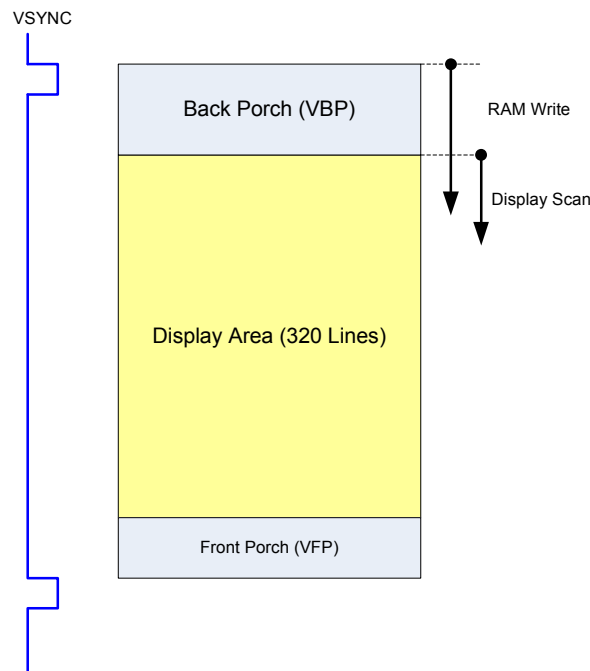 VSYNC
Back Porch (VBP)
RAM Write
Display Scan
Display Area (320 Lines)
Front Porch (VFP)